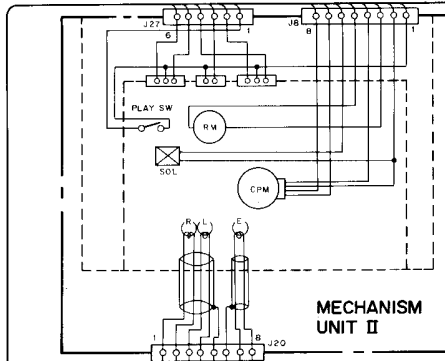 J27
J8
6
1
8
1
PLAY SW
RM
SOL
CPM
R
L
E
MECHANISM
UNIT II
1
8
J20